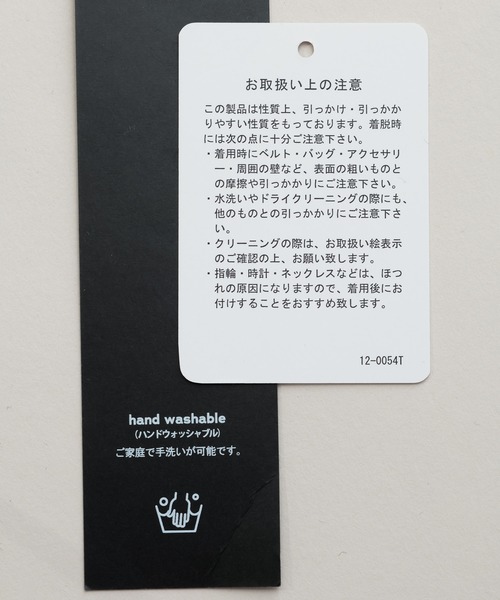 お取扱い上の注意
この製品は性質上、引っかけ・引っかか
りやすい性質をもっております。着脱時
には次の点に十分ご注意下さい。
・着用時にベルト・バッグ・アクセサリ
ー・周囲の壁など、表面の粗いものと
の摩擦や引っかかりにご注意下さい。
・水洗いやドライクリーニングの際にも、
他のものとの引っかかりにご注意下さ
い。
・クリーニングの際は、お取扱い絵表示
のご確認の上、お願い致します。
・指輪・時計・ネックレスなどは、ほつ
れの原因になりますので、着用後にお
付けすることをおすすめ致します。
12-0054T
hand washable
(ハンドウォッシャブル)
ご家庭で手洗いが可能です。